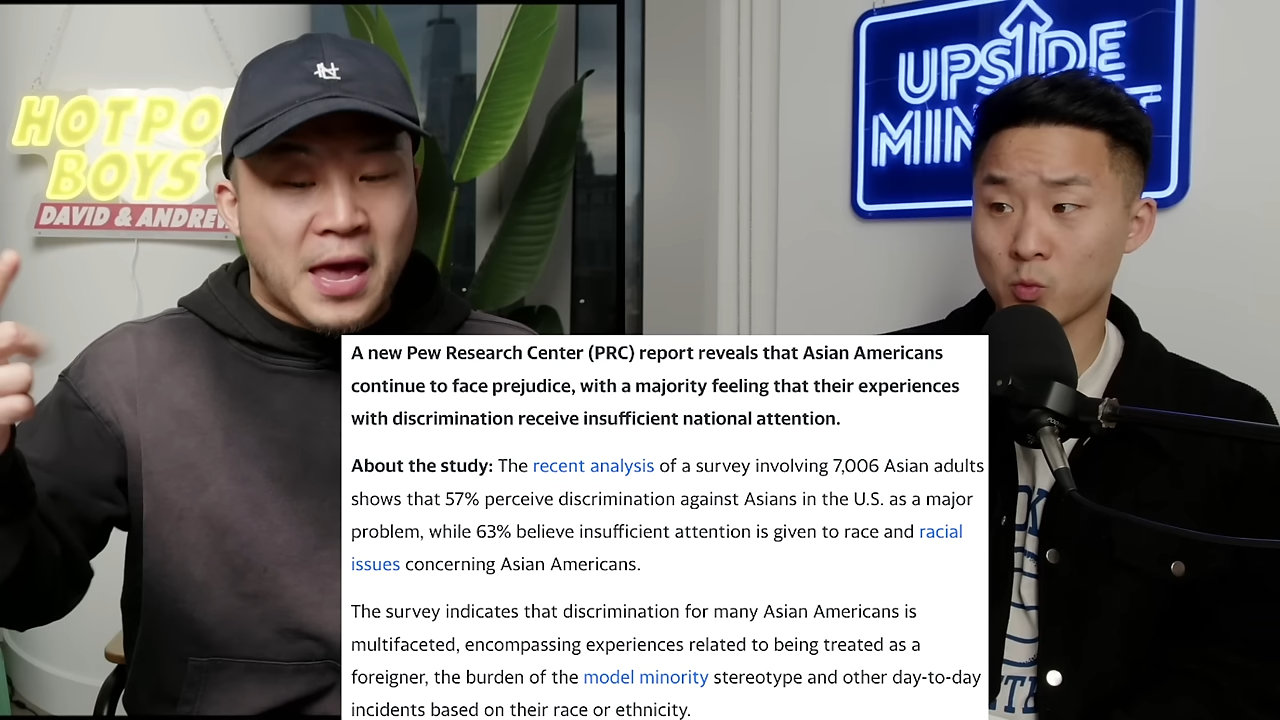 HOTPO
BOYS
DAVID & ANDREW
UPSIDE
MIN
A new Pew Research Center (PRC) report reveals that Asian Americans
continue to face prejudice, with a majority feeling that their experiences
with discrimination receive insufficient national attention.
About the study: The recent analysis of a survey involving 7,006 Asian adults
shows that 57% perceive discrimination against Asians in the U.S. as a major
problem, while 63% believe insufficient attention is given to race and racial
issues concerning Asian Americans.
The survey indicates that discrimination for many Asian Americans is
multifaceted, encompassing experiences related to being treated as a
foreigner, the burden of the model minority stereotype and other day-to-day
incidents based on their race or ethnicity.